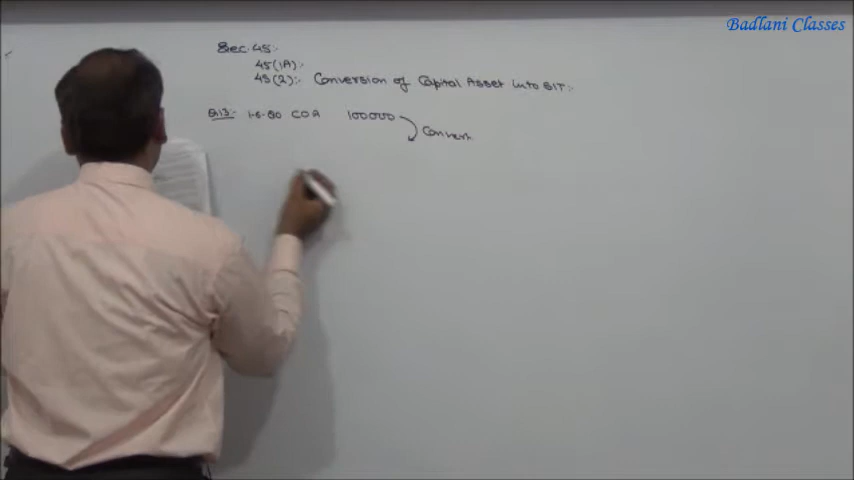 Badlani Classes
Sec. 45:-
45(1A):-
45(2):- Conversion of Capital Asset into SIT:-
Q.13:- 1.6.80 COA 100000
Convert